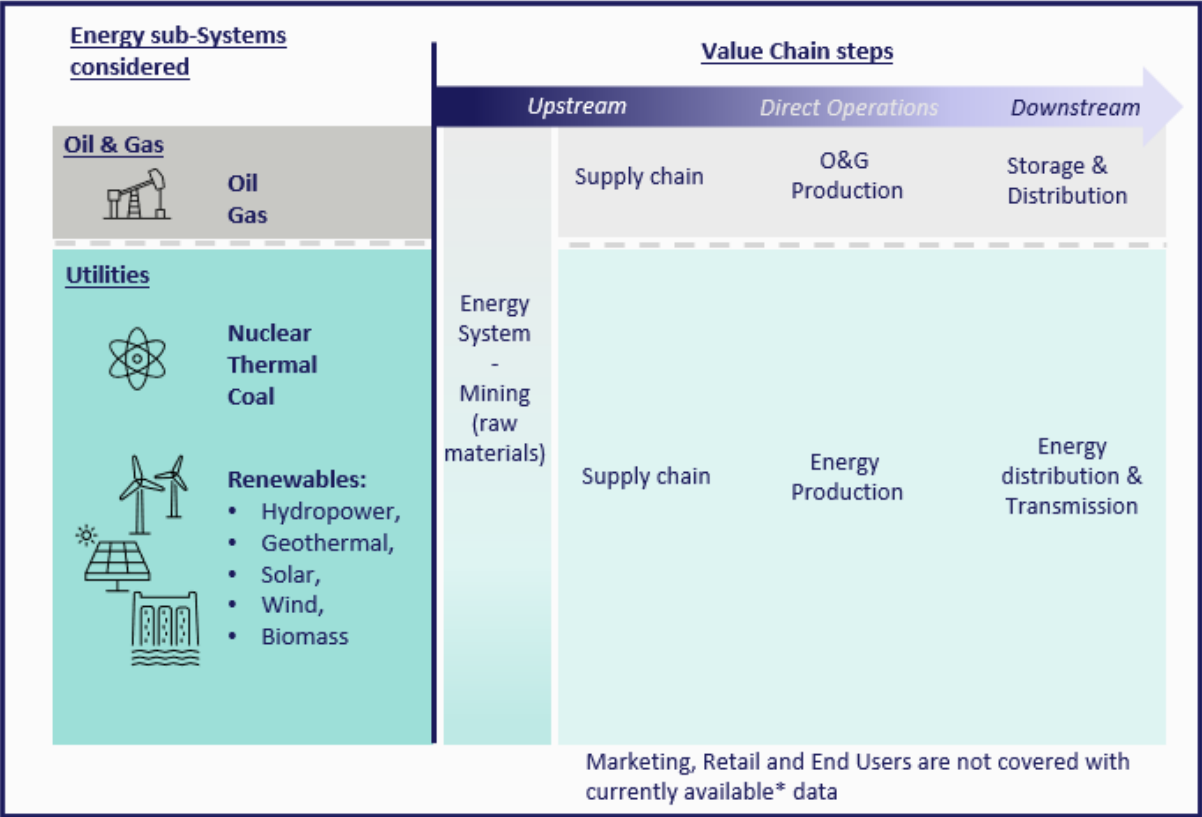 Energy sub-Systems
considered
Value Chain steps
Upstream
Direct Operations
Downstream
Oil & Gas
Oil
Gas
Supply chain
O&G
Production
Storage &
Distribution
Utilities
Nuclear
Thermal
Coal
Renewables:
• Hydropower,
• Geothermal,
• Solar,
• Wind,
• Biomass
Energy
System
-
Mining
(raw
materials)
Supply chain
Energy
Production
Energy
distribution &
Transmission
Marketing, Retail and End Users are not covered with
currently available* data